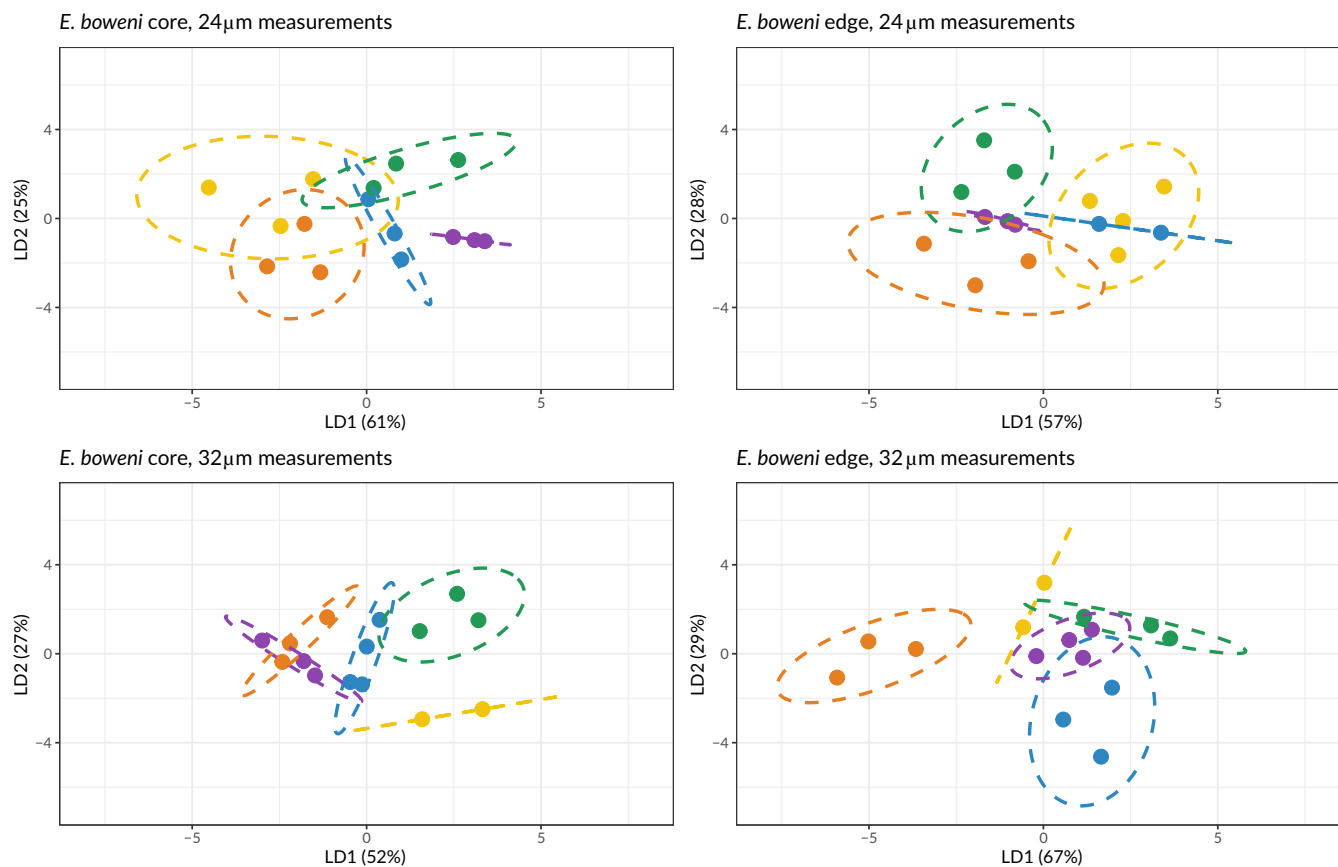 E. boweni core, 24μm measurements
4
0
−4
LD2 (25%)
−5
0
5
LD1 (61%)
E. boweni edge, 24μm measurements
4
0
−4
LD2 (28%)
−5
0
5
LD1 (57%)
E. boweni core, 32μm measurements
4
0
−4
LD2 (27%)
−5
0
5
LD1 (52%)
E. boweni edge, 32μm measurements
4
0
−4
LD2 (29%)
−5
0
5
LD1 (67%)